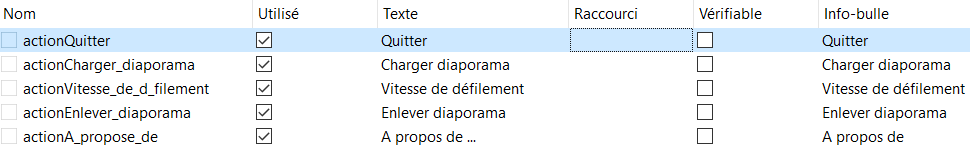 Nom Utilisé Texte Raccourci Vérifiable Info-bulle
actionQuitter Quitter Quitter
actionCharger_diaporama Charger diaporama Charger diaporama
actionVitesse_de_d_filement Vitesse de défilement Vitesse de défilement
actionEnlever_diaporama Enlever diaporama Enlever diaporama
actionA_propose_de A propos de ... A propos de